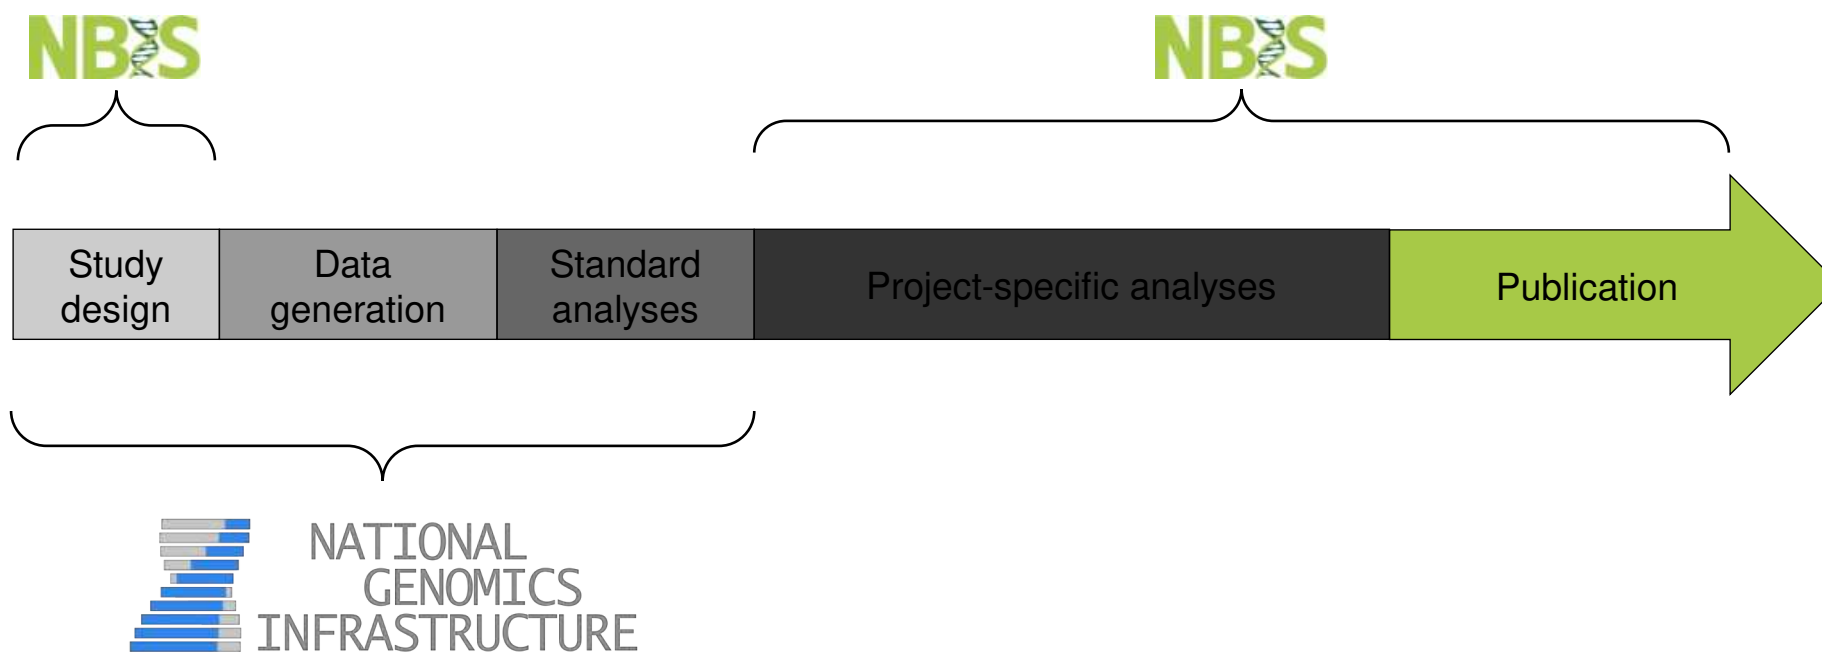 NBIS
NBIS
Study
design
Data
generation
Standard
analyses
Project-specific analyses
Publication
NATIONAL
GENOMICS
INFRASTRUCTURE